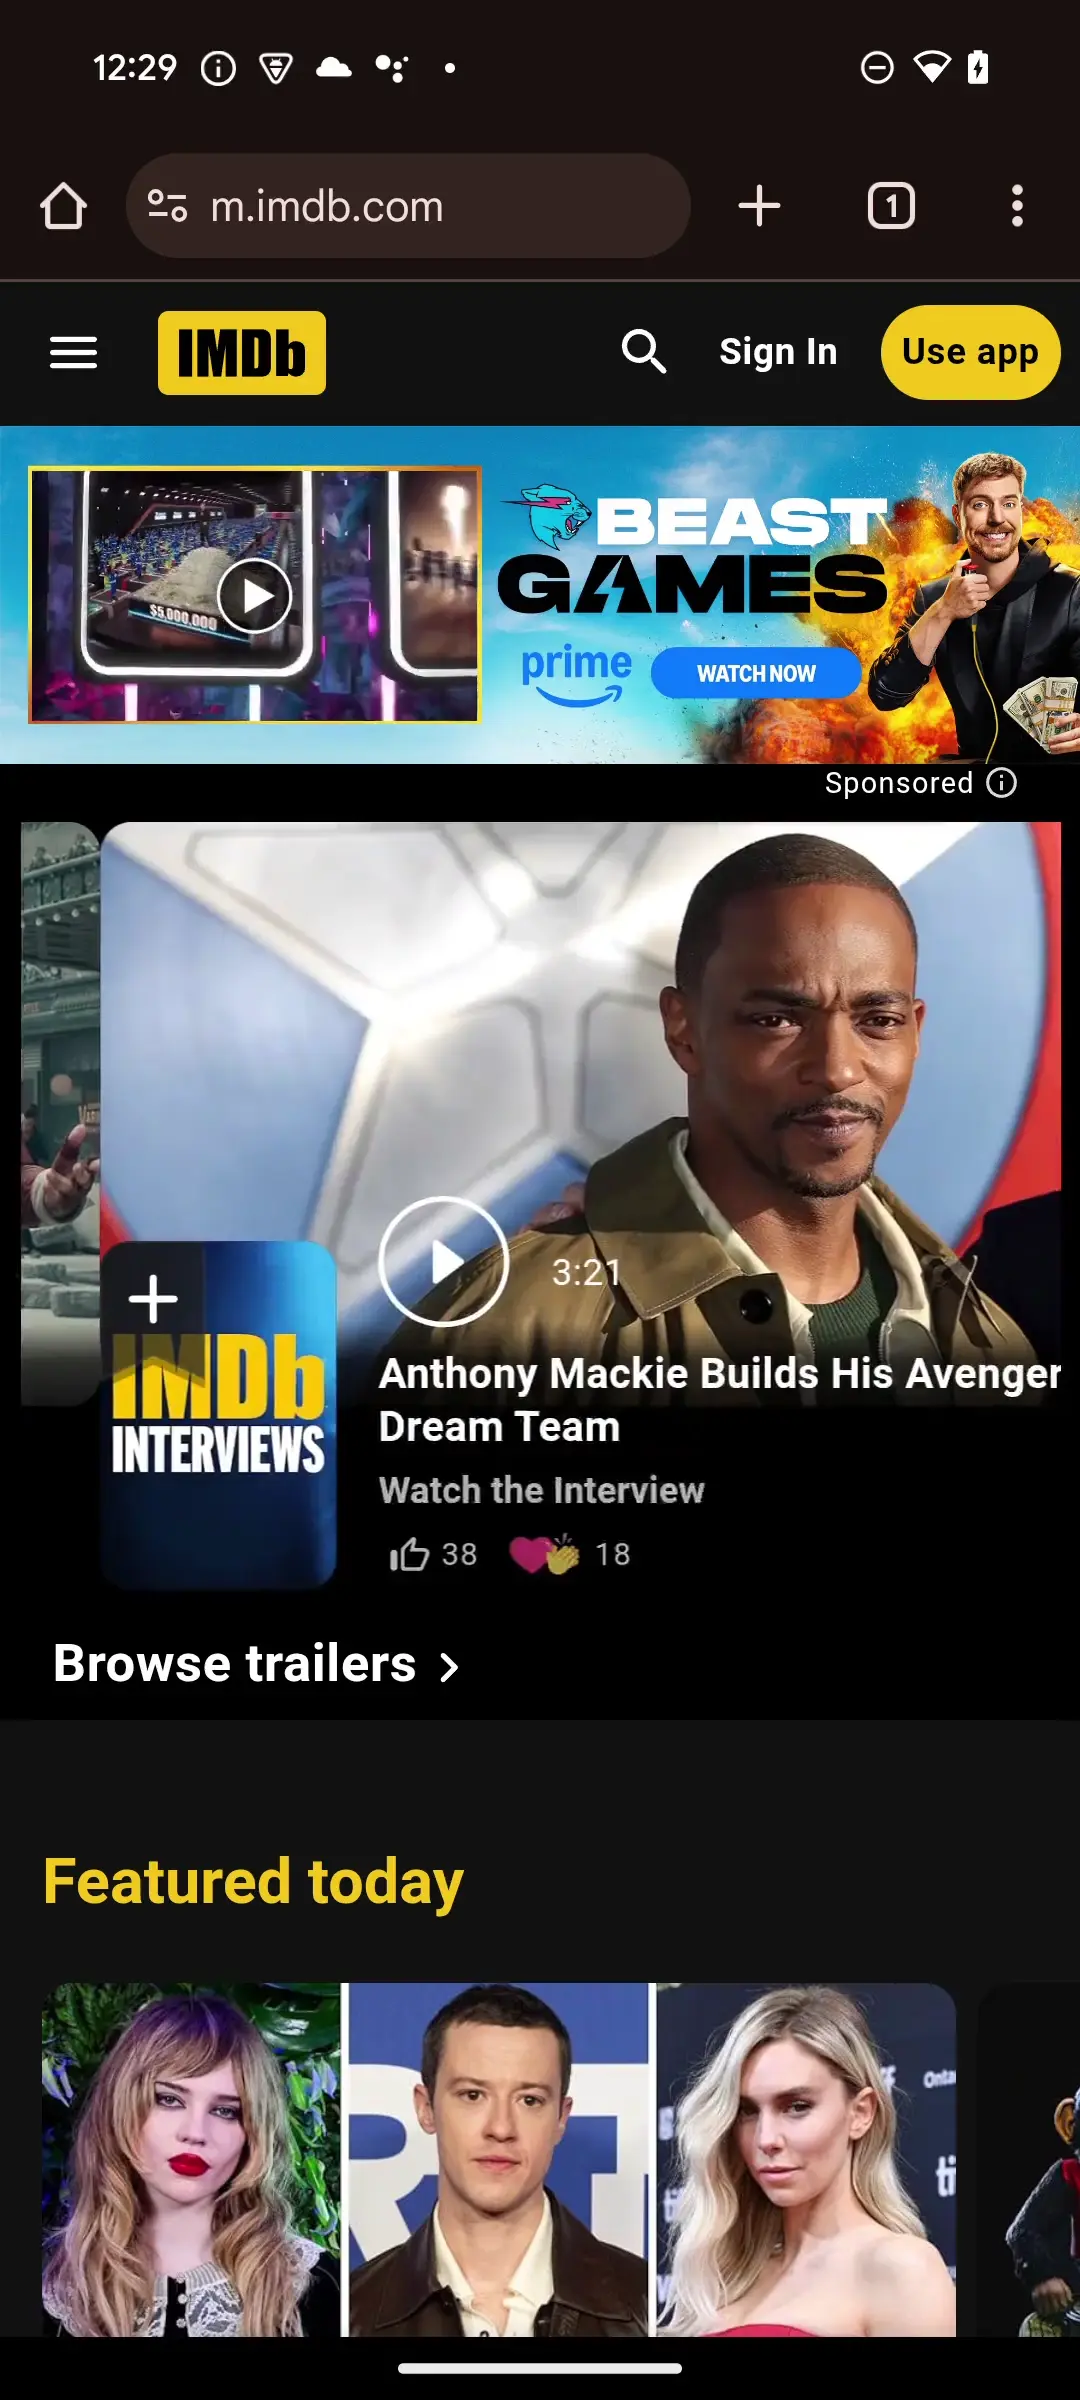 12:29
m.imdb.com
1
IMDb
Sign In
Use app
$5,000,000
BEAST
GAMES
prime
WATCH NOW
Sponsored
3:21
IMDb
INTERVIEWS
Anthony Mackie Builds His Avenger
Dream Team
Watch the Interview
38
18
Browse trailers
Featured today